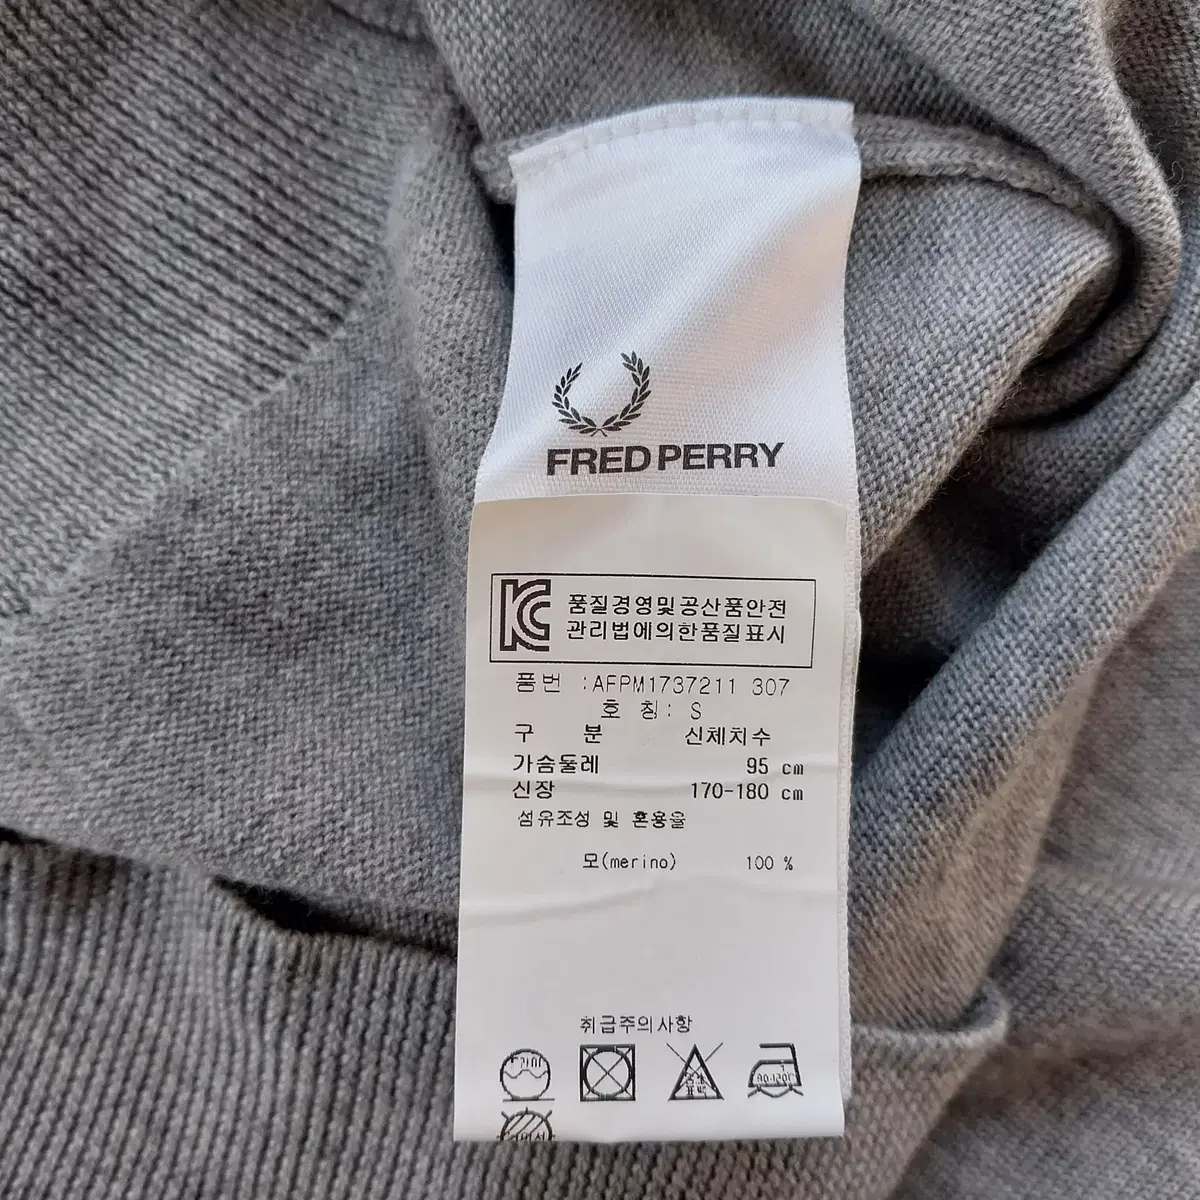 FRED PERRY
품질경영및공산품안전
관리법에의한품질표시
품번 :AFPM1737211 307
호 칭: S
구 분 신체치수
가슴둘레 95 cm
신장 170-180 cm
섬유조성 및 혼용율
모(merino) 100 %
취급주의사항
80-120℃